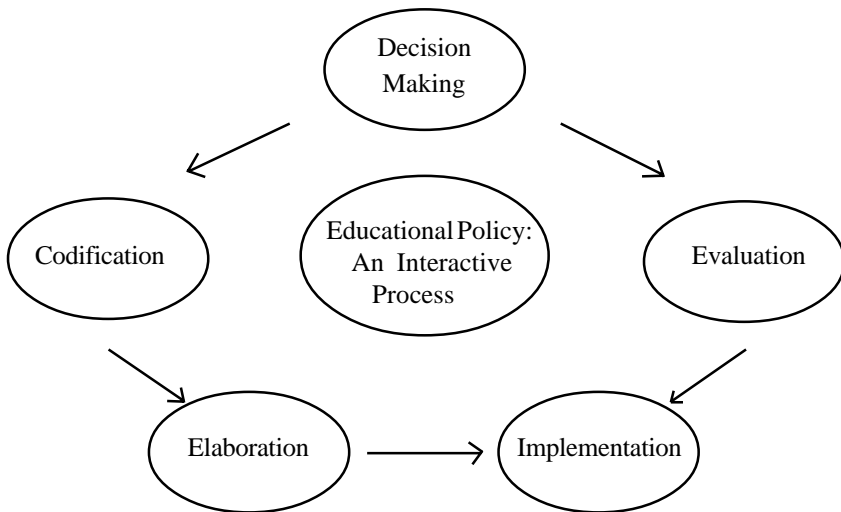 Decision
Making
Educational Policy:
An Interactive
Process
Codification
Evaluation
Elaboration
Implementation